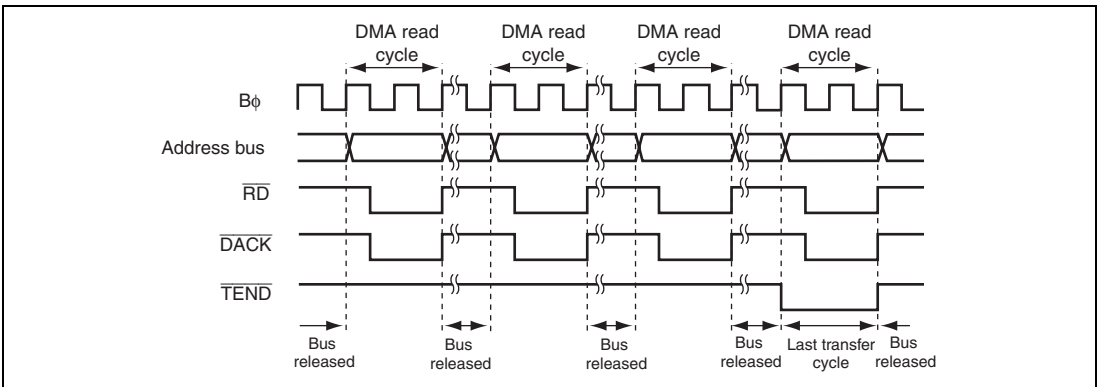 DMA read cycle
DMA read cycle
DMA read cycle
DMA read cycle
Bφ
Address bus
RD
DACK
TEND
Bus released
Bus released
Bus released
Bus released
Last transfer cycle
Bus released